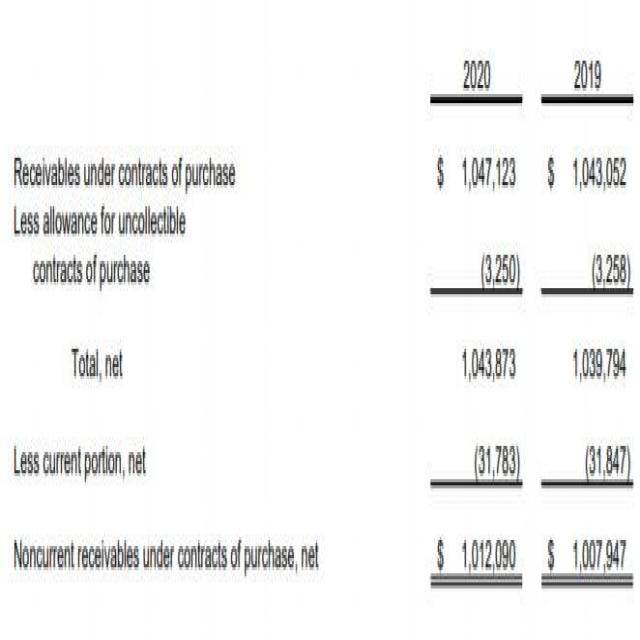 2020 2019
Receivables under contracts of purchase $ 1,047,123 $ 1,043,052
Less allowance for uncollectible
contracts of purchase (3,250) (3,258)
Total, net 1,043,873 1,039,794
Less current portion, net (31,783) (31,847)
Noncurrent receivables under contracts of purchase, net $ 1,012,090 $ 1,007,947